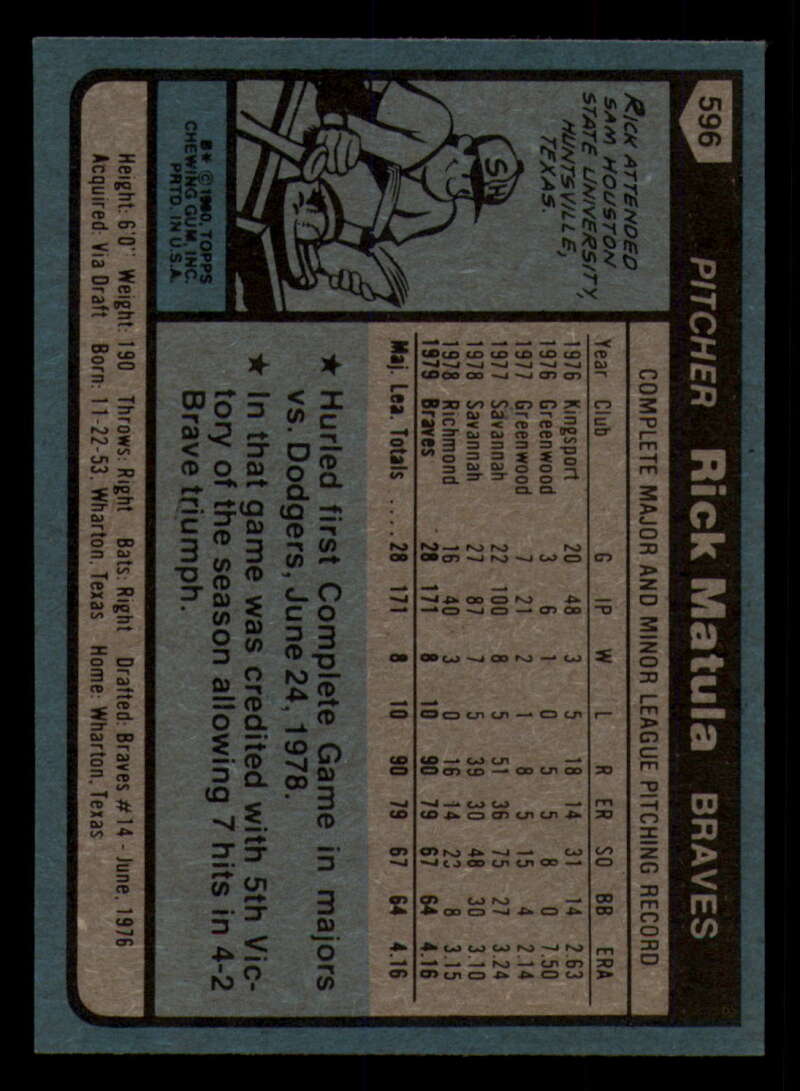 596
PITCHER Rick Matula BRAVES
RICK ATTENDED
SAM HOUSTON
STATE UNIVERSITY,
HUNTSVILLE,
TEXAS.
SH
B* © 1980, TOPPS
CHEWING GUM, INC.
PRTD. IN U.S.A.
COMPLETE MAJOR AND MINOR LEAGUE PITCHING RECORD
Year Club G IP W L R ER SO BB ERA
1976 Kingsport 20 48 3 5 18 14 31 14 2.63
1976 Greenwood 3 6 1 0 5 5 8 0 7.50
1977 Greenwood 7 21 2 1 8 5 15 4 2.14
1977 Savannah 22 100 8 5 51 36 75 27 3.24
1978 Savannah 27 87 7 5 39 30 48 30 3.10
1978 Richmond 16 40 3 0 16 14 23 8 3.15
1979 Braves 28 171 8 10 90 79 67 64 4.16
Maj. Lea. Totals .... 28 171 8 10 90 79 67 64 4.16
★ Hurled first Complete Game in majors
vs. Dodgers, June 24, 1978.
★ In that game was credited with 5th Vic-
tory of the season allowing 7 hits in 4-2
Brave triumph.
Height: 6'0" Weight: 190 Throws: Right Bats: Right Drafted: Braves #14 - June, 1976
Acquired: Via Draft Born: 11-22-53, Wharton, Texas Home: Wharton, Texas